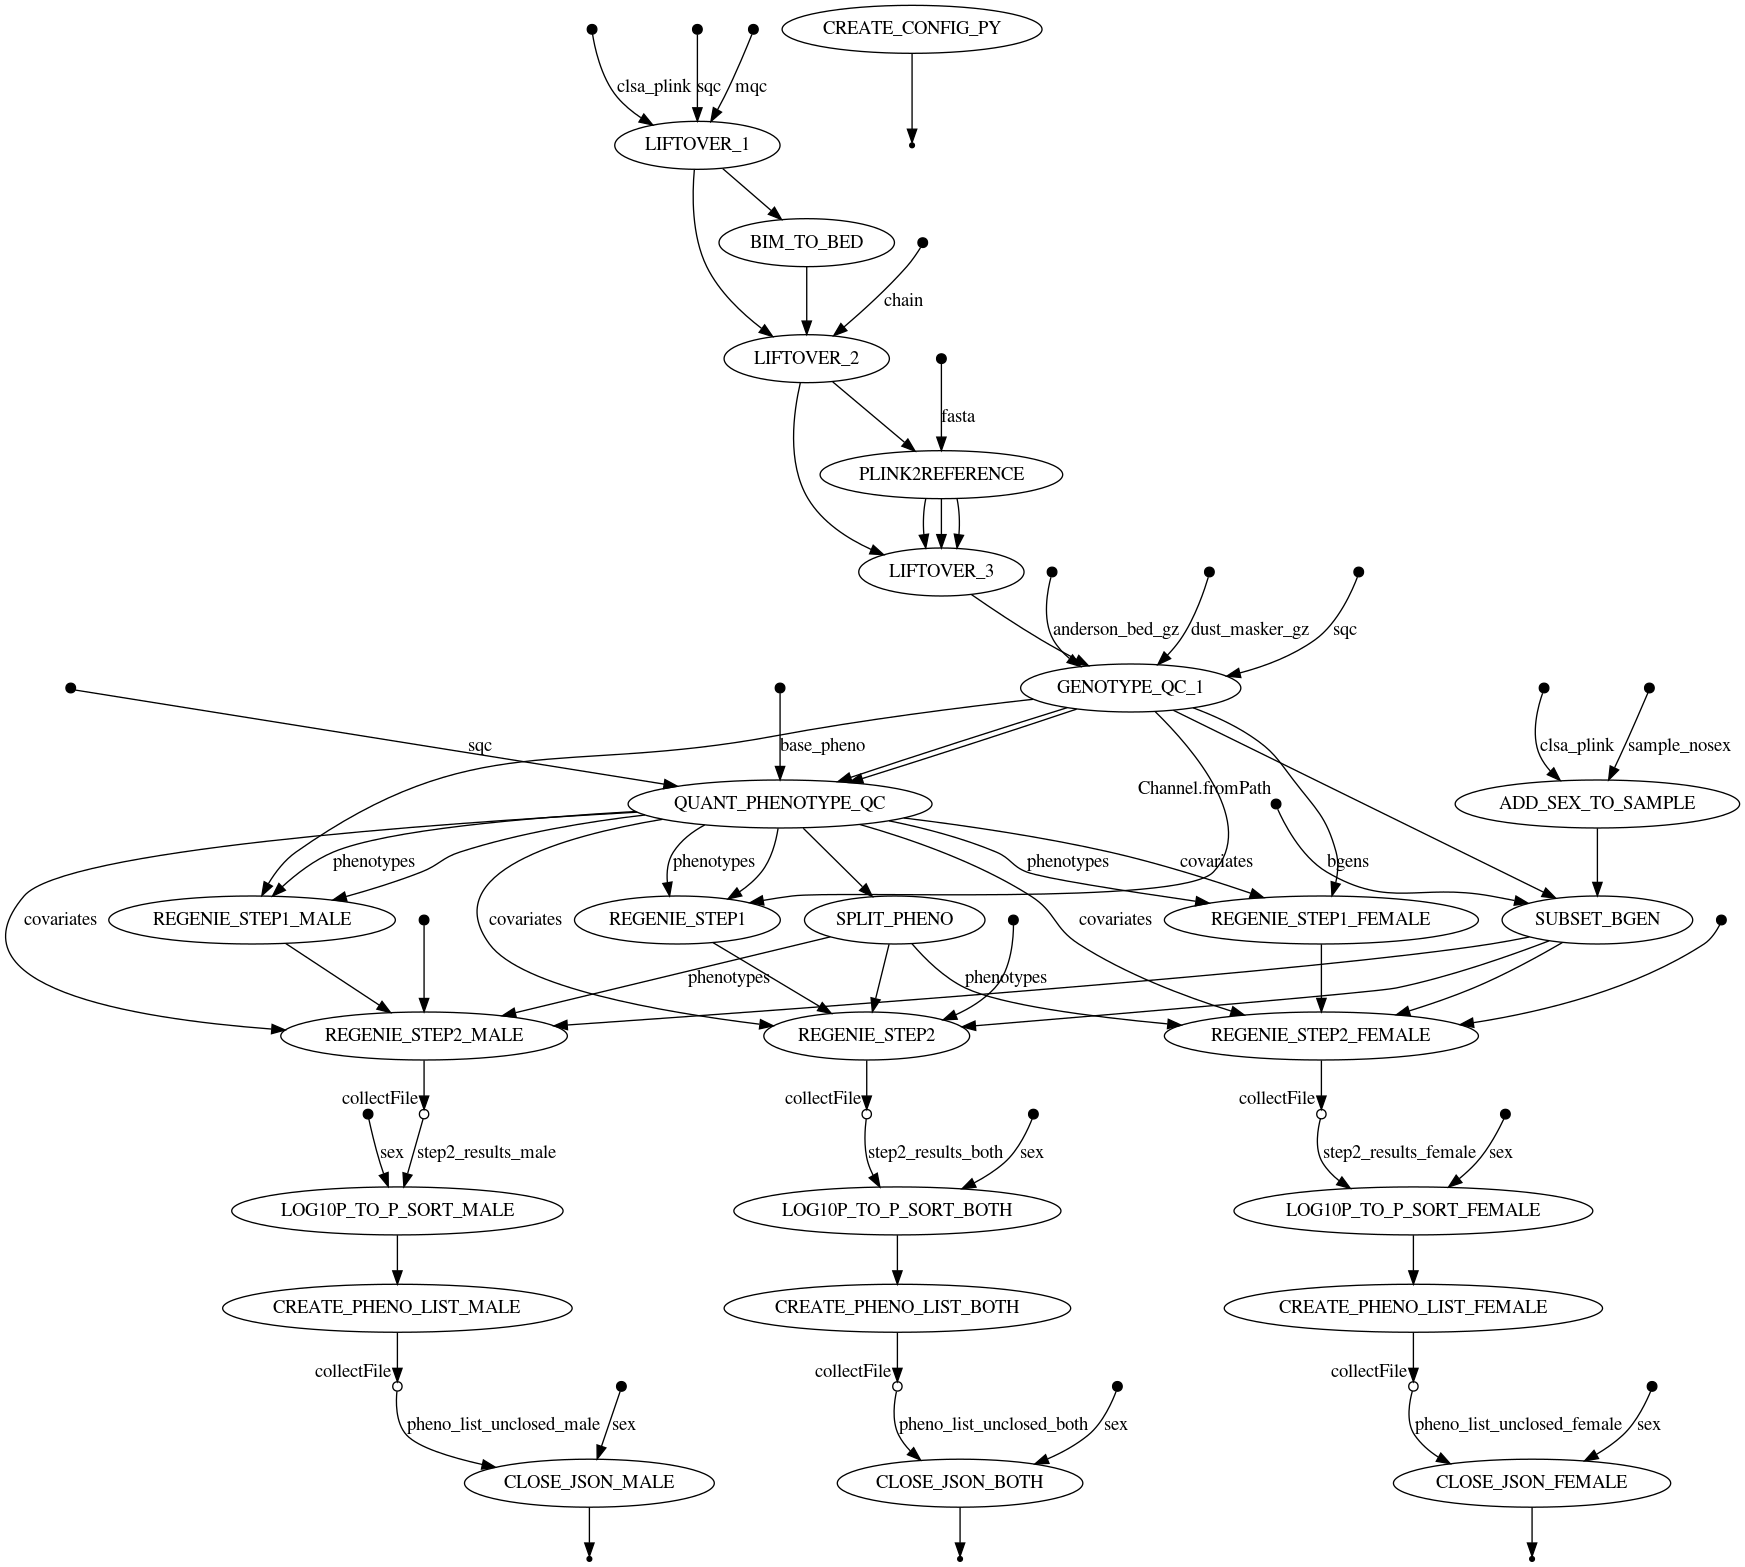 CREATE_CONFIG_PY
clsa_plink
sqc
mqc
LIFTOVER_1
BIM_TO_BED
chain
LIFTOVER_2
fasta
PLINK2REFERENCE
LIFTOVER_3
anderson_bed_gz
dust_masker_gz
sqc
GENOTYPE_QC_1
sqc
base_pheno
clsa_plink
sample_nosex
Channel.fromPath
QUANT_PHENOTYPE_QC
ADD_SEX_TO_SAMPLE
phenotypes
phenotypes
phenotypes
covariates
bgens
covariates
REGENIE_STEP1_MALE
covariates
REGENIE_STEP1
SPLIT_PHENO
covariates
REGENIE_STEP1_FEMALE
SUBSET_BGEN
phenotypes
phenotypes
REGENIE_STEP2_MALE
REGENIE_STEP2
REGENIE_STEP2_FEMALE
collectFile
collectFile
collectFile
sex
step2_results_male
step2_results_both
sex
step2_results_female
sex
LOG10P_TO_P_SORT_MALE
LOG10P_TO_P_SORT_BOTH
LOG10P_TO_P_SORT_FEMALE
CREATE_PHENO_LIST_MALE
CREATE_PHENO_LIST_BOTH
CREATE_PHENO_LIST_FEMALE
collectFile
collectFile
collectFile
pheno_list_unclosed_male
sex
pheno_list_unclosed_both
sex
pheno_list_unclosed_female
sex
CLOSE_JSON_MALE
CLOSE_JSON_BOTH
CLOSE_JSON_FEMALE